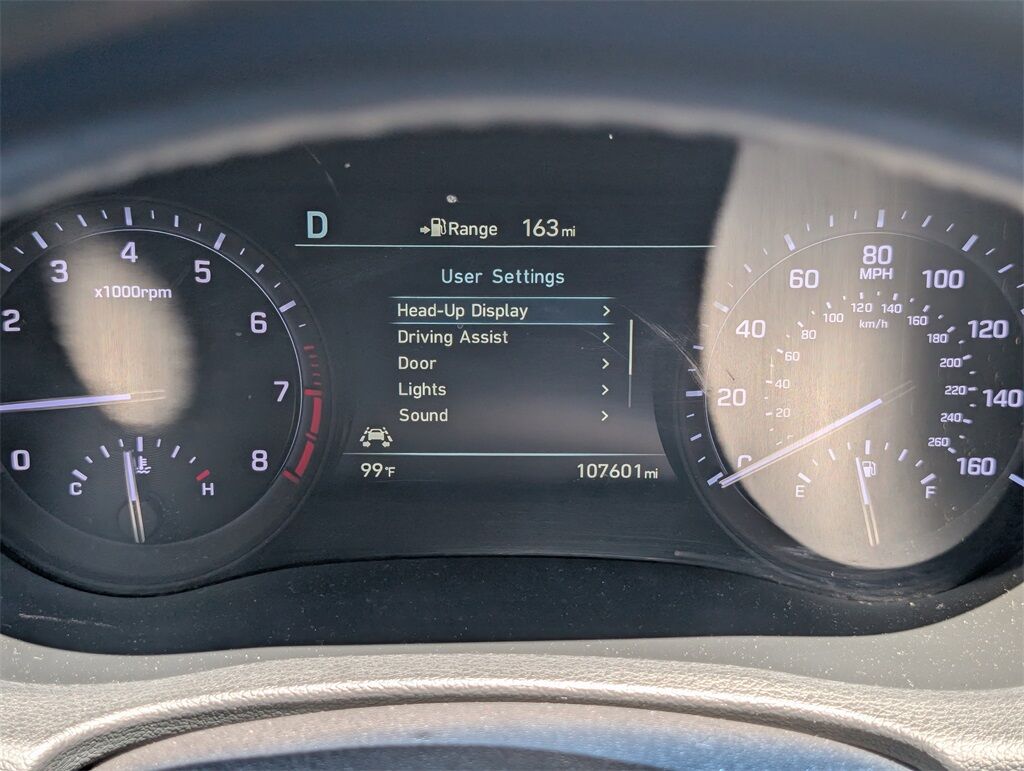 D
Range 163 mi
User Settings
Head-Up Display
Driving Assist
Door
Lights
Sound
99°F
107601 mi
2
3
4
5
6
7
8
0
x1000rpm
C
H
0
20
40
60
80
MPH
100
120
140
160
20
40
60
80
100
120
140
160
180
200
220
240
260
km/h
E
F